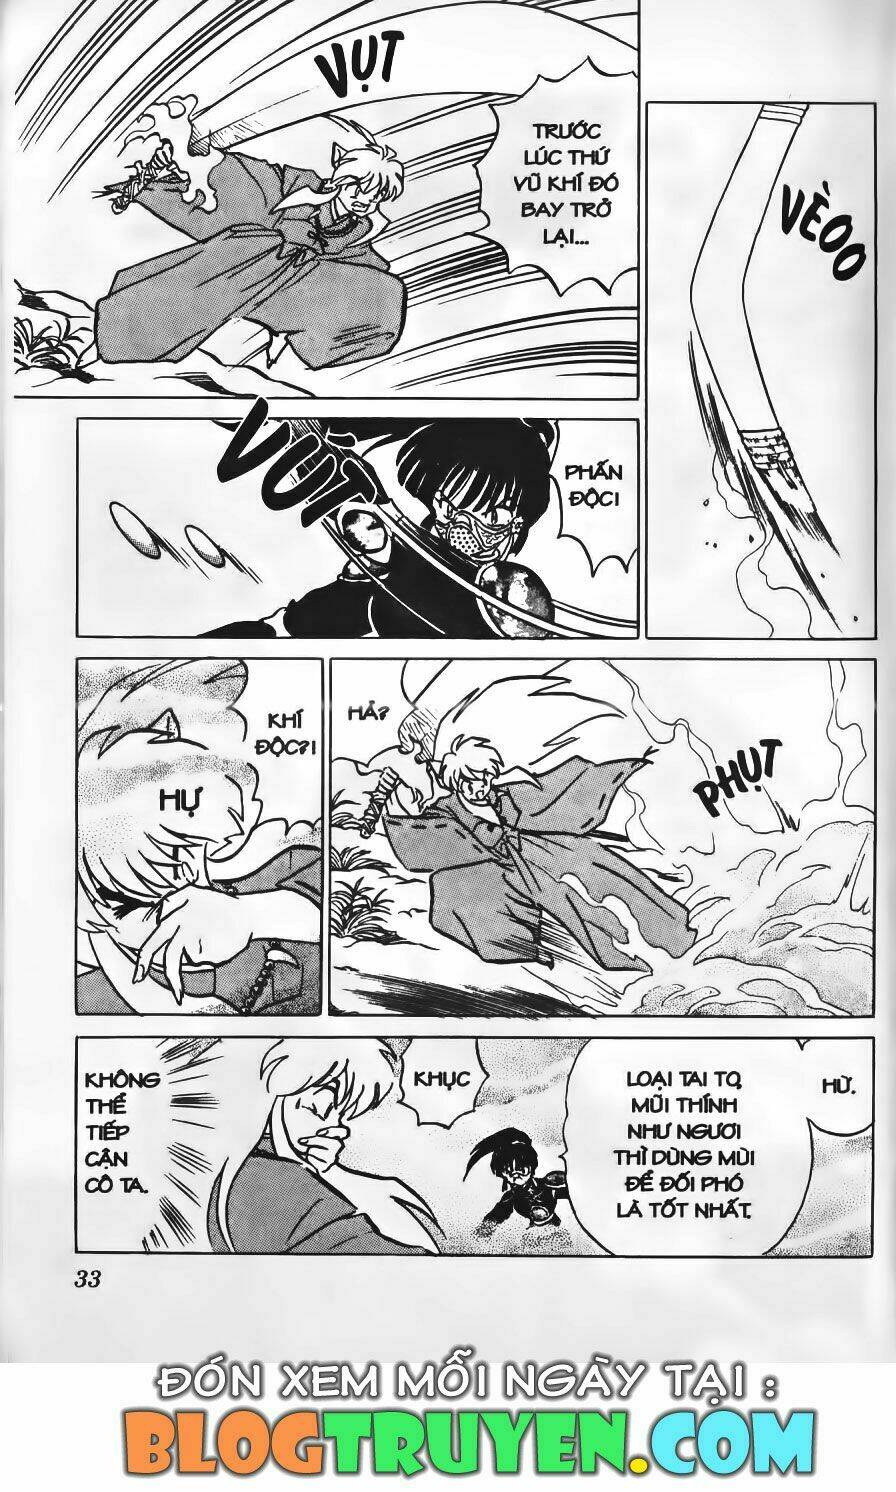 VÈOO
VỤT
TRƯỚC
LÚC THỨ
VŨ KHÍ ĐÓ
BAY TRỞ
LẠI...
PHẤN
ĐỘC!
VÚT
PHỤT
HẢ?
KHÍ
ĐỘC?!
HỰ
HỪ.
LOẠI TAI TO,
MŨI THÍNH
NHƯ NGƯƠI
THÌ DÙNG MÙI
ĐỂ ĐỐI PHÓ
LÀ TỐT NHẤT.
KHỤC
KHÔNG
THỂ
TIẾP
CẬN
CÔ TA.
33
ĐÓN XEM MỖI NGÀY TẠI :
BLOGTRUYEN.COM